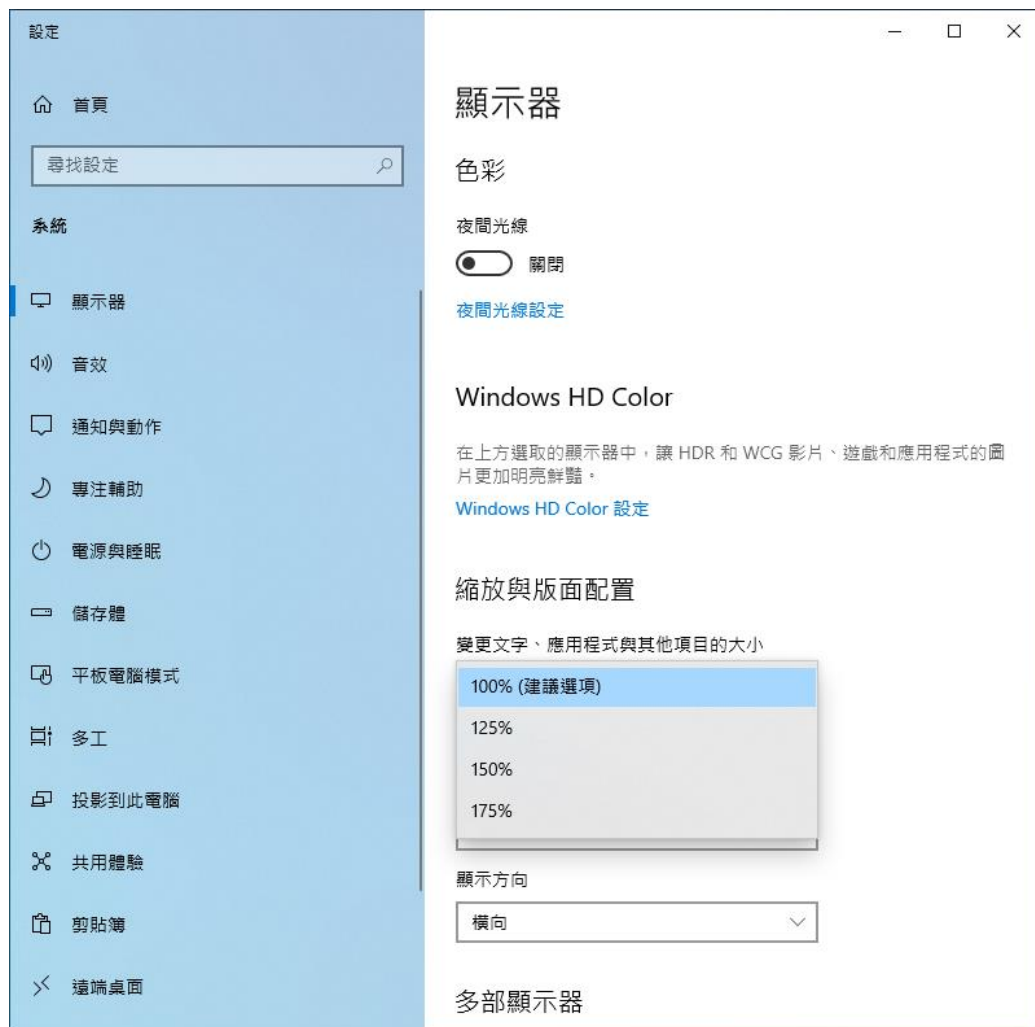 設定
首頁
尋找設定
系統
顯示器
音效
通知與動作
專注輔助
電源與睡眠
儲存體
平板電腦模式
多工
投影到此電腦
共用體驗
剪貼簿
遠端桌面
顯示器
色彩
夜間光線
關閉
夜間光線設定
Windows HD Color
在上方選取的顯示器中，讓 HDR 和 WCG 影片、遊戲和應用程式的圖
片更加明亮鮮豔。
Windows HD Color 設定
縮放與版面配置
變更文字、應用程式與其他項目的大小
100% (建議選項)
125%
150%
175%
顯示方向
橫向
多部顯示器